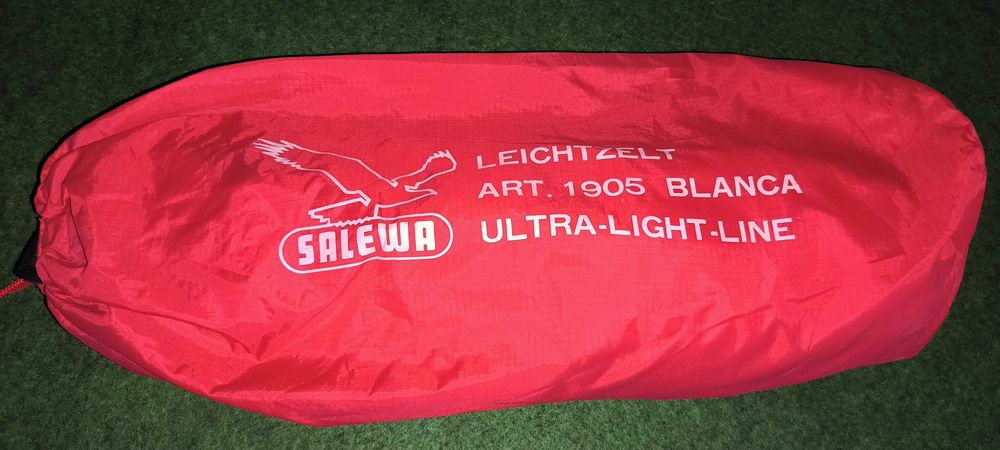 LEICHTZELT
ART. 1905 BLANCA
SALEWA
ULTRA-LIGHT-LINE